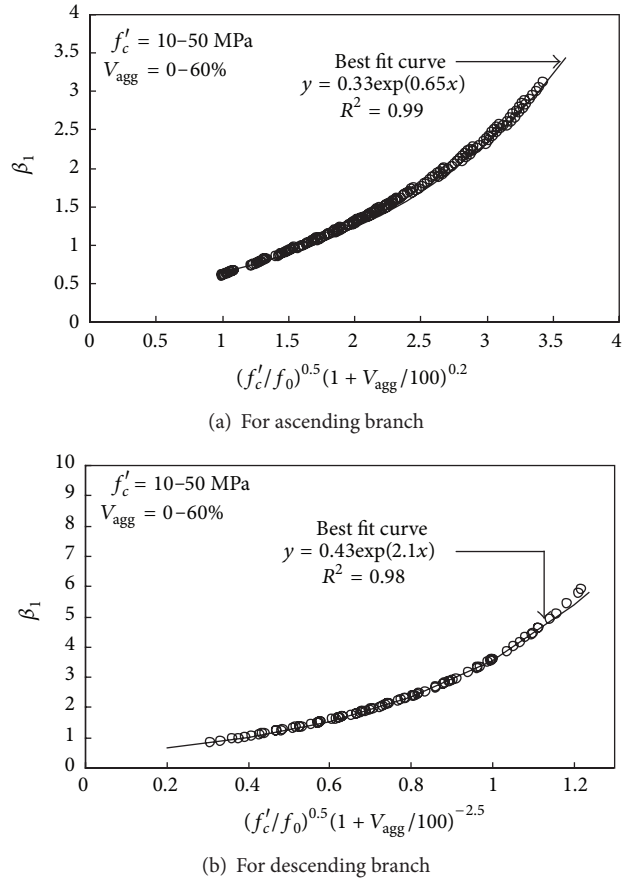 4
3.5
3
2.5
2
1.5
1
0.5
0
β₁
f′c = 10–50 MPa
Vagg = 0–60%
Best fit curve
y = 0.33exp(0.65x)
R² = 0.99
0 0.5 1 1.5 2 2.5 3 3.5 4
(f′c/f₀)^0.5(1 + Vagg/100)^0.2
(a) For ascending branch
10
9
8
7
6
5
4
3
2
1
0
β₁
f′c = 10–50 MPa
Vagg = 0–60%
Best fit curve
y = 0.43exp(2.1x)
R² = 0.98
0 0.2 0.4 0.6 0.8 1 1.2
(f′c/f₀)^0.5(1 + Vagg/100)^−2.5
(b) For descending branch